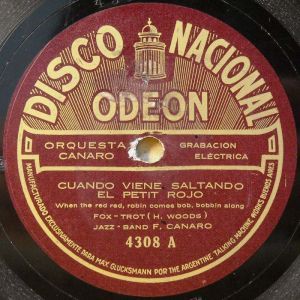 DISCO NACIONAL
ODEON
ORQUESTA CANARO
GRABACION ELÉCTRICA
CUANDO VIENE SALTANDO
EL PETIT ROJO
When the red red, robin comes bob, bobbin along
FOX-TROT (H. WOODS)
JAZZ-BAND F. CANARO
4308 A
MANUFACTURADO EXCLUSIVAMENTE PARA MAX GLUCKSMANN POR THE ARGENTINE TALKING MACHINE WORKS BUENOS AIRES